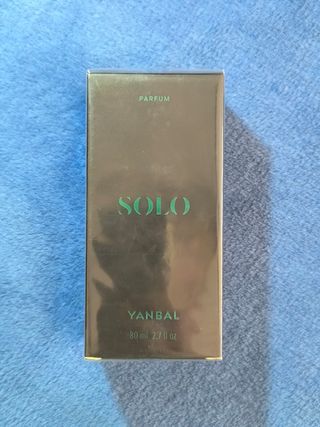 PARFUM
SOLO
YANBAL
80 ml 2,7 fl oz